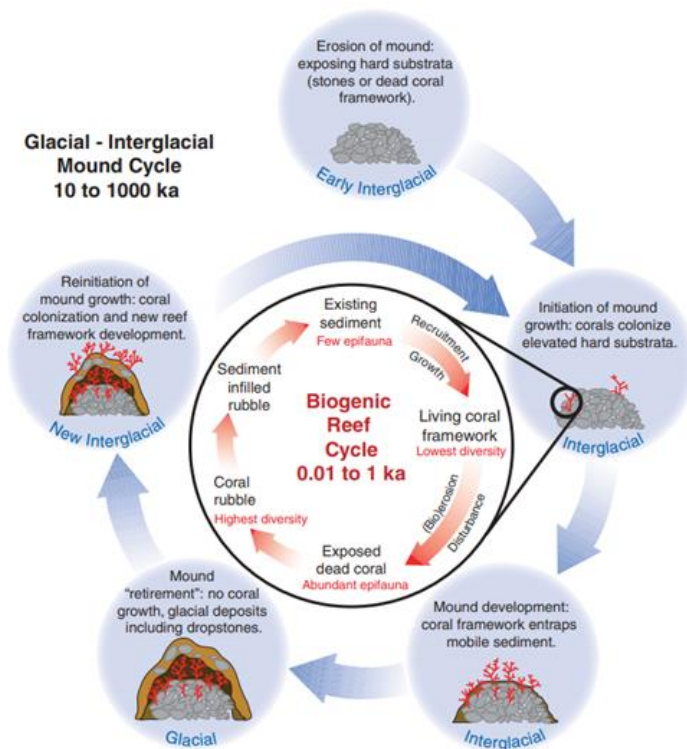 Erosion of mound:
exposing hard substrata
(stones or dead coral
framework).
Early Interglacial
Glacial - Interglacial
Mound Cycle
10 to 1000 ka
Reinitiation of
mound growth: coral
colonization and new reef
framework development.
New Interglacial
Initiation of mound
growth: corals colonize
elevated hard substrata.
Interglacial
Existing
sediment
Few epifauna
Recruitment
Growth
Living coral
framework
Lowest diversity
(Bio)erosion
Disturbance
Exposed
dead coral
Abundant epifauna
Coral
rubble
Highest diversity
Sediment
infilled
rubble
Biogenic
Reef
Cycle
0.01 to 1 ka
Mound
“retirement”: no coral
growth, glacial deposits
including dropstones.
Glacial
Mound development:
coral framework entraps
mobile sediment.
Interglacial